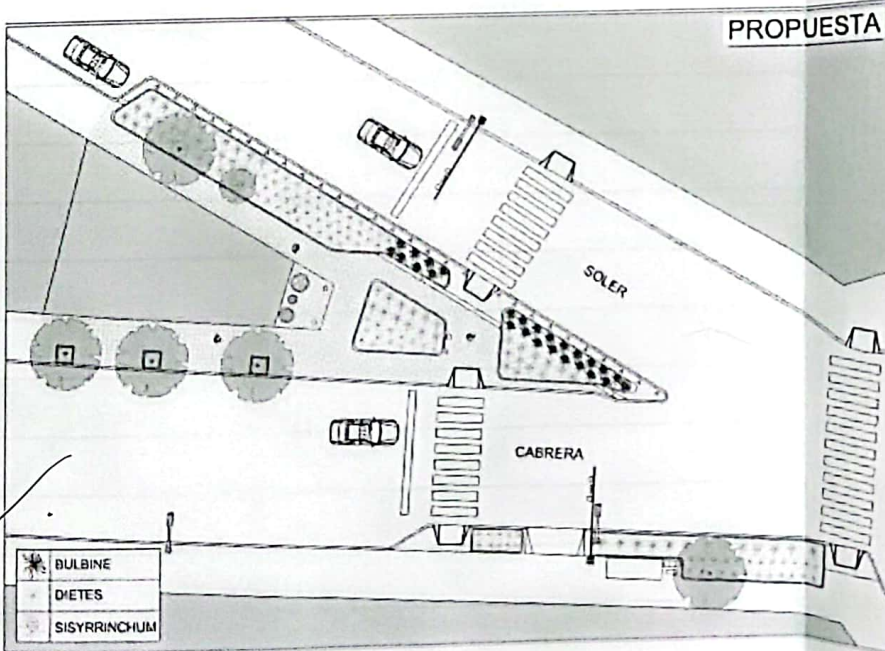 PROPUESTA
SOLER
CABRERA
BULBINE
DIETES
SISYRRINCHUM